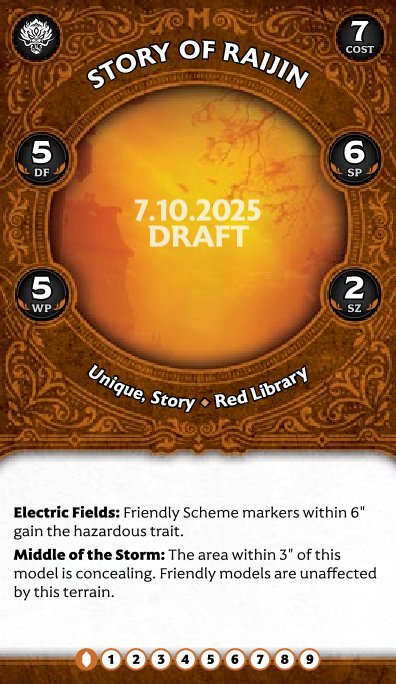 STORY OF RAIJIN
7
COST
5
DF
6
SP
7.10.2025
DRAFT
5
WP
2
SZ
Unique, Story ◆ Red Library
Electric Fields: Friendly Scheme markers within 6"
gain the hazardous trait.
Middle of the Storm: The area within 3" of this
model is concealing. Friendly models are unaffected
by this terrain.
1 2 3 4 5 6 7 8 9